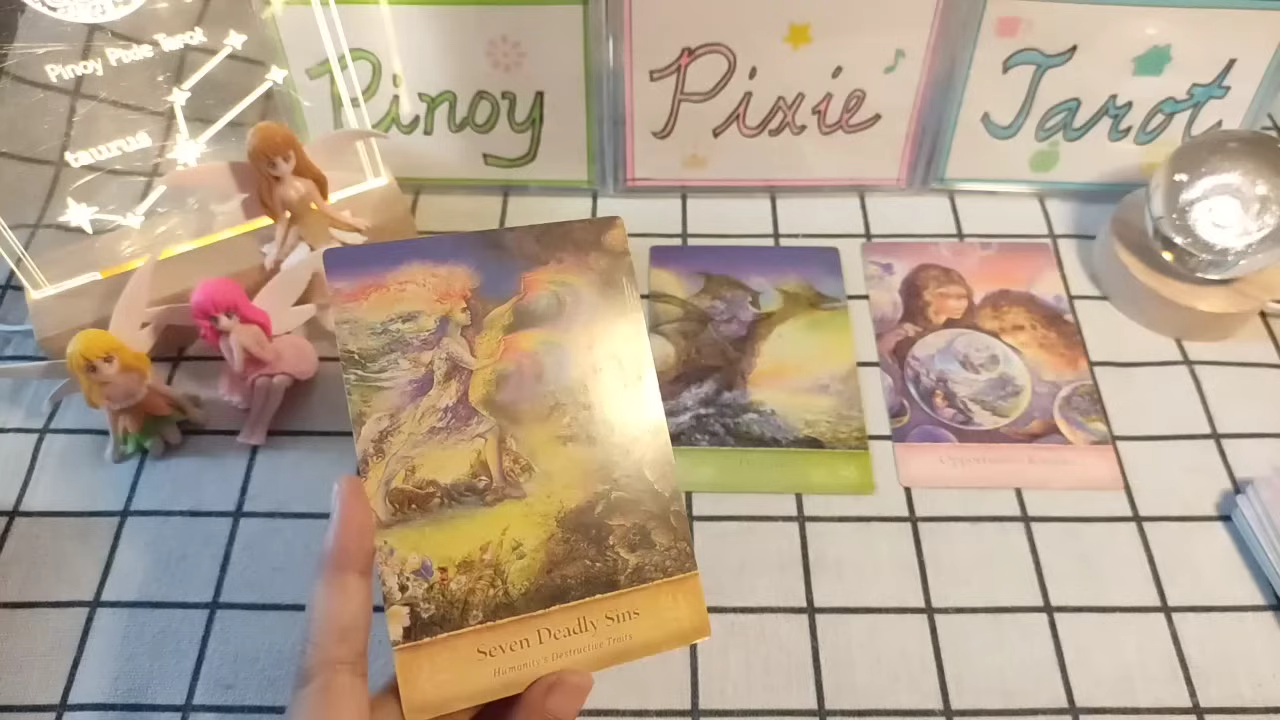 Pinoy Pixie Tarot
taurus
Pinoy
Pixie
Tarot
Seven Deadly Sins
Humanity's Destructive Traits